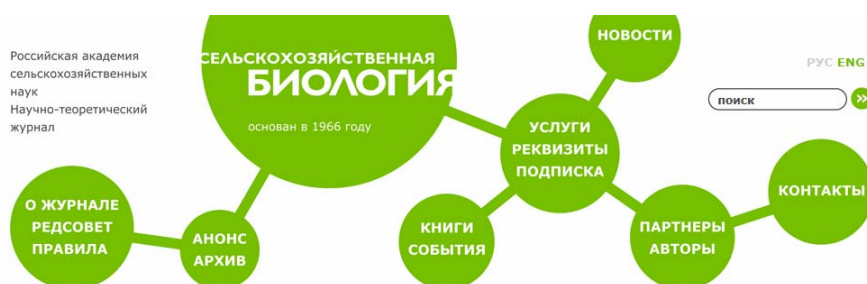 Российская академия
сельскохозяйственных
наук
Научно-теоретический
журнал
СЕЛЬСКОХОЗЯЙСТВЕННАЯ
БИОЛОГИЯ
основан в 1966 году
НОВОСТИ
РУС ENG
поиск
УСЛУГИ
РЕКВИЗИТЫ
ПОДПИСКА
О ЖУРНАЛЕ
РЕДСОВЕТ
ПРАВИЛА
АНОНС
АРХИВ
КНИГИ
СОБЫТИЯ
ПАРТНЕРЫ
АВТОРЫ
КОНТАКТЫ